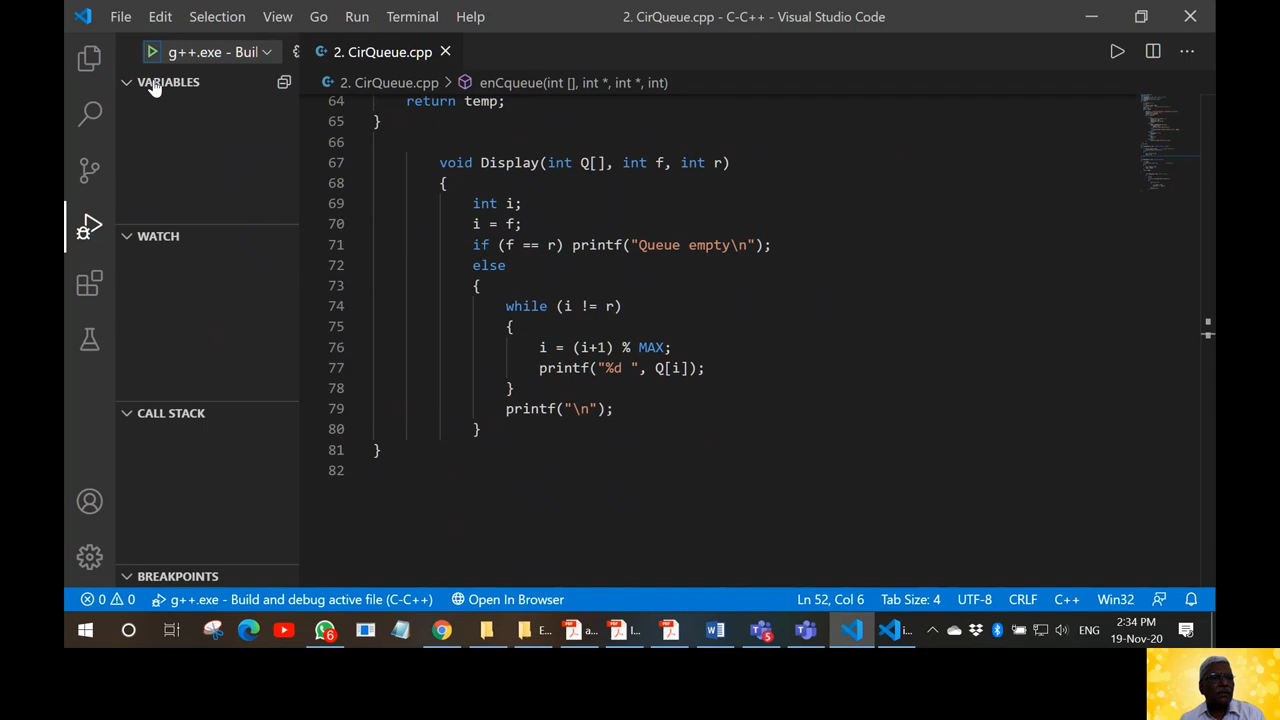 File Edit Selection View Go Run Terminal Help 2. CirQueue.cpp - C-C++ - Visual Studio Code
g++.exe - Buil 2. CirQueue.cpp
VARIABLES 2. CirQueue.cpp > enCqueue(int [], int *, int *, int)
64 return temp;
65 }
66
67 void Display(int Q[], int f, int r)
68 {
69 int i;
70 i = f;
71 if (f == r) printf("Queue empty\n");
72 else
73 {
74 while (i != r)
75 {
76 i = (i+1) % MAX;
77 printf("%d ", Q[i]);
78 }
79 printf("\n");
80 }
81 }
82
WATCH
CALL STACK
BREAKPOINTS
0 0 g++.exe - Build and debug active file (C-C++) Open In Browser Ln 52, Col 6 Tab Size: 4 UTF-8 CRLF C++ Win32
6 E... a... I... 5 i... ENG 2:34 PM
19-Nov-20